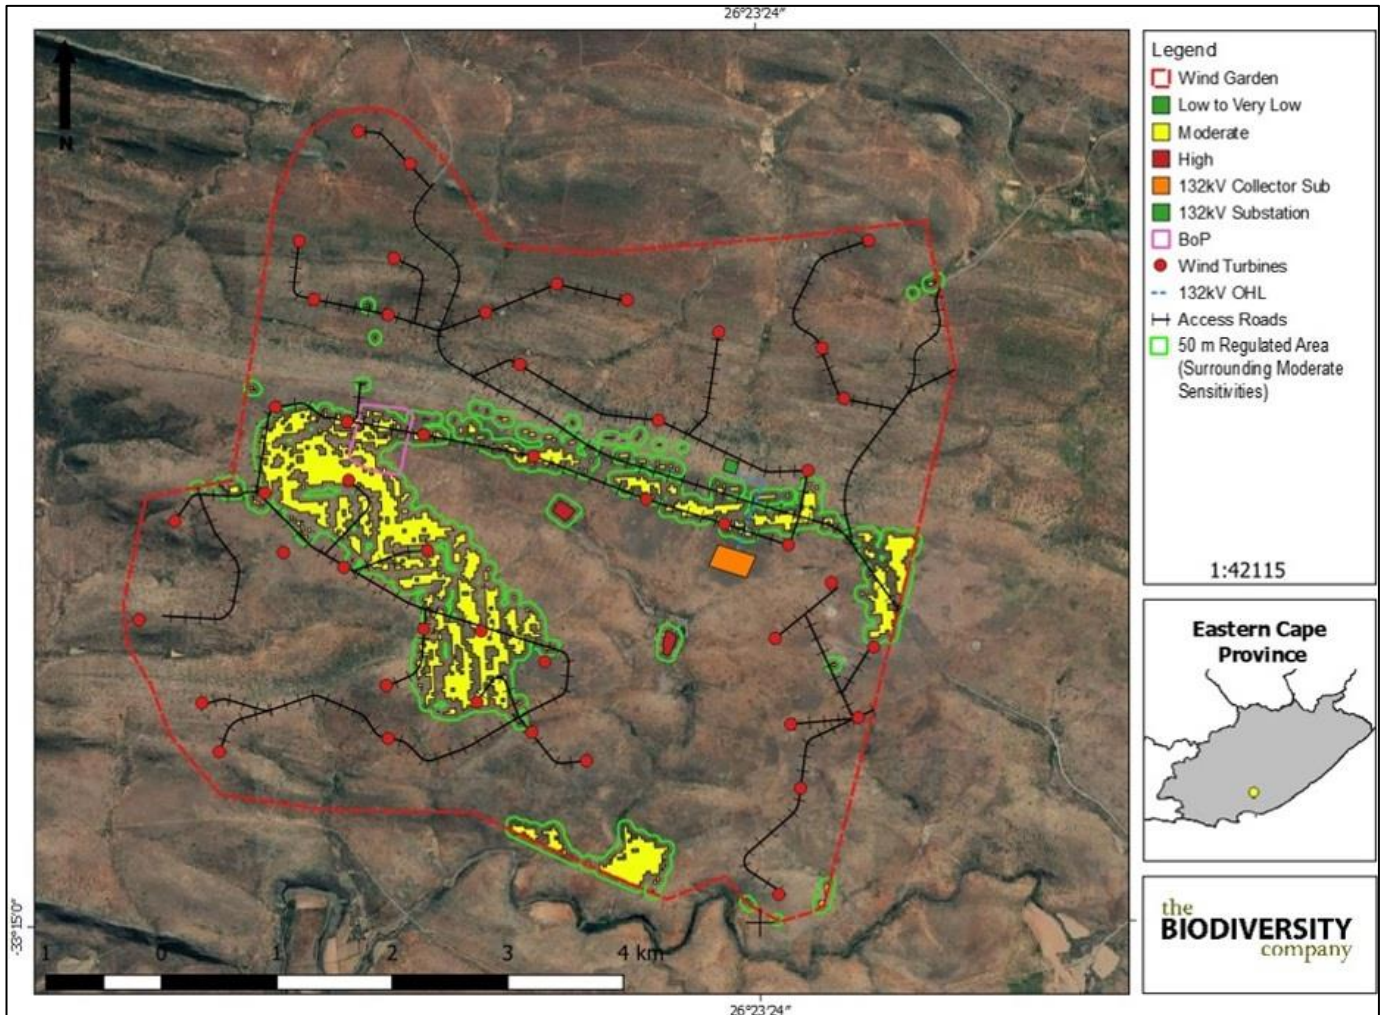 26°23'24"
N
Legend
Wind Garden
Low to Very Low
Moderate
High
132kV Collector Sub
132kV Substation
BoP
Wind Turbines
132kV OHL
Access Roads
50 m Regulated Area
(Surrounding Moderate
Sensitivities)
1:42115
Eastern Cape
Province
-33°15'0"
1 0 1 2 3 4 km
26°23'24"
the
BIODIVERSITY
company